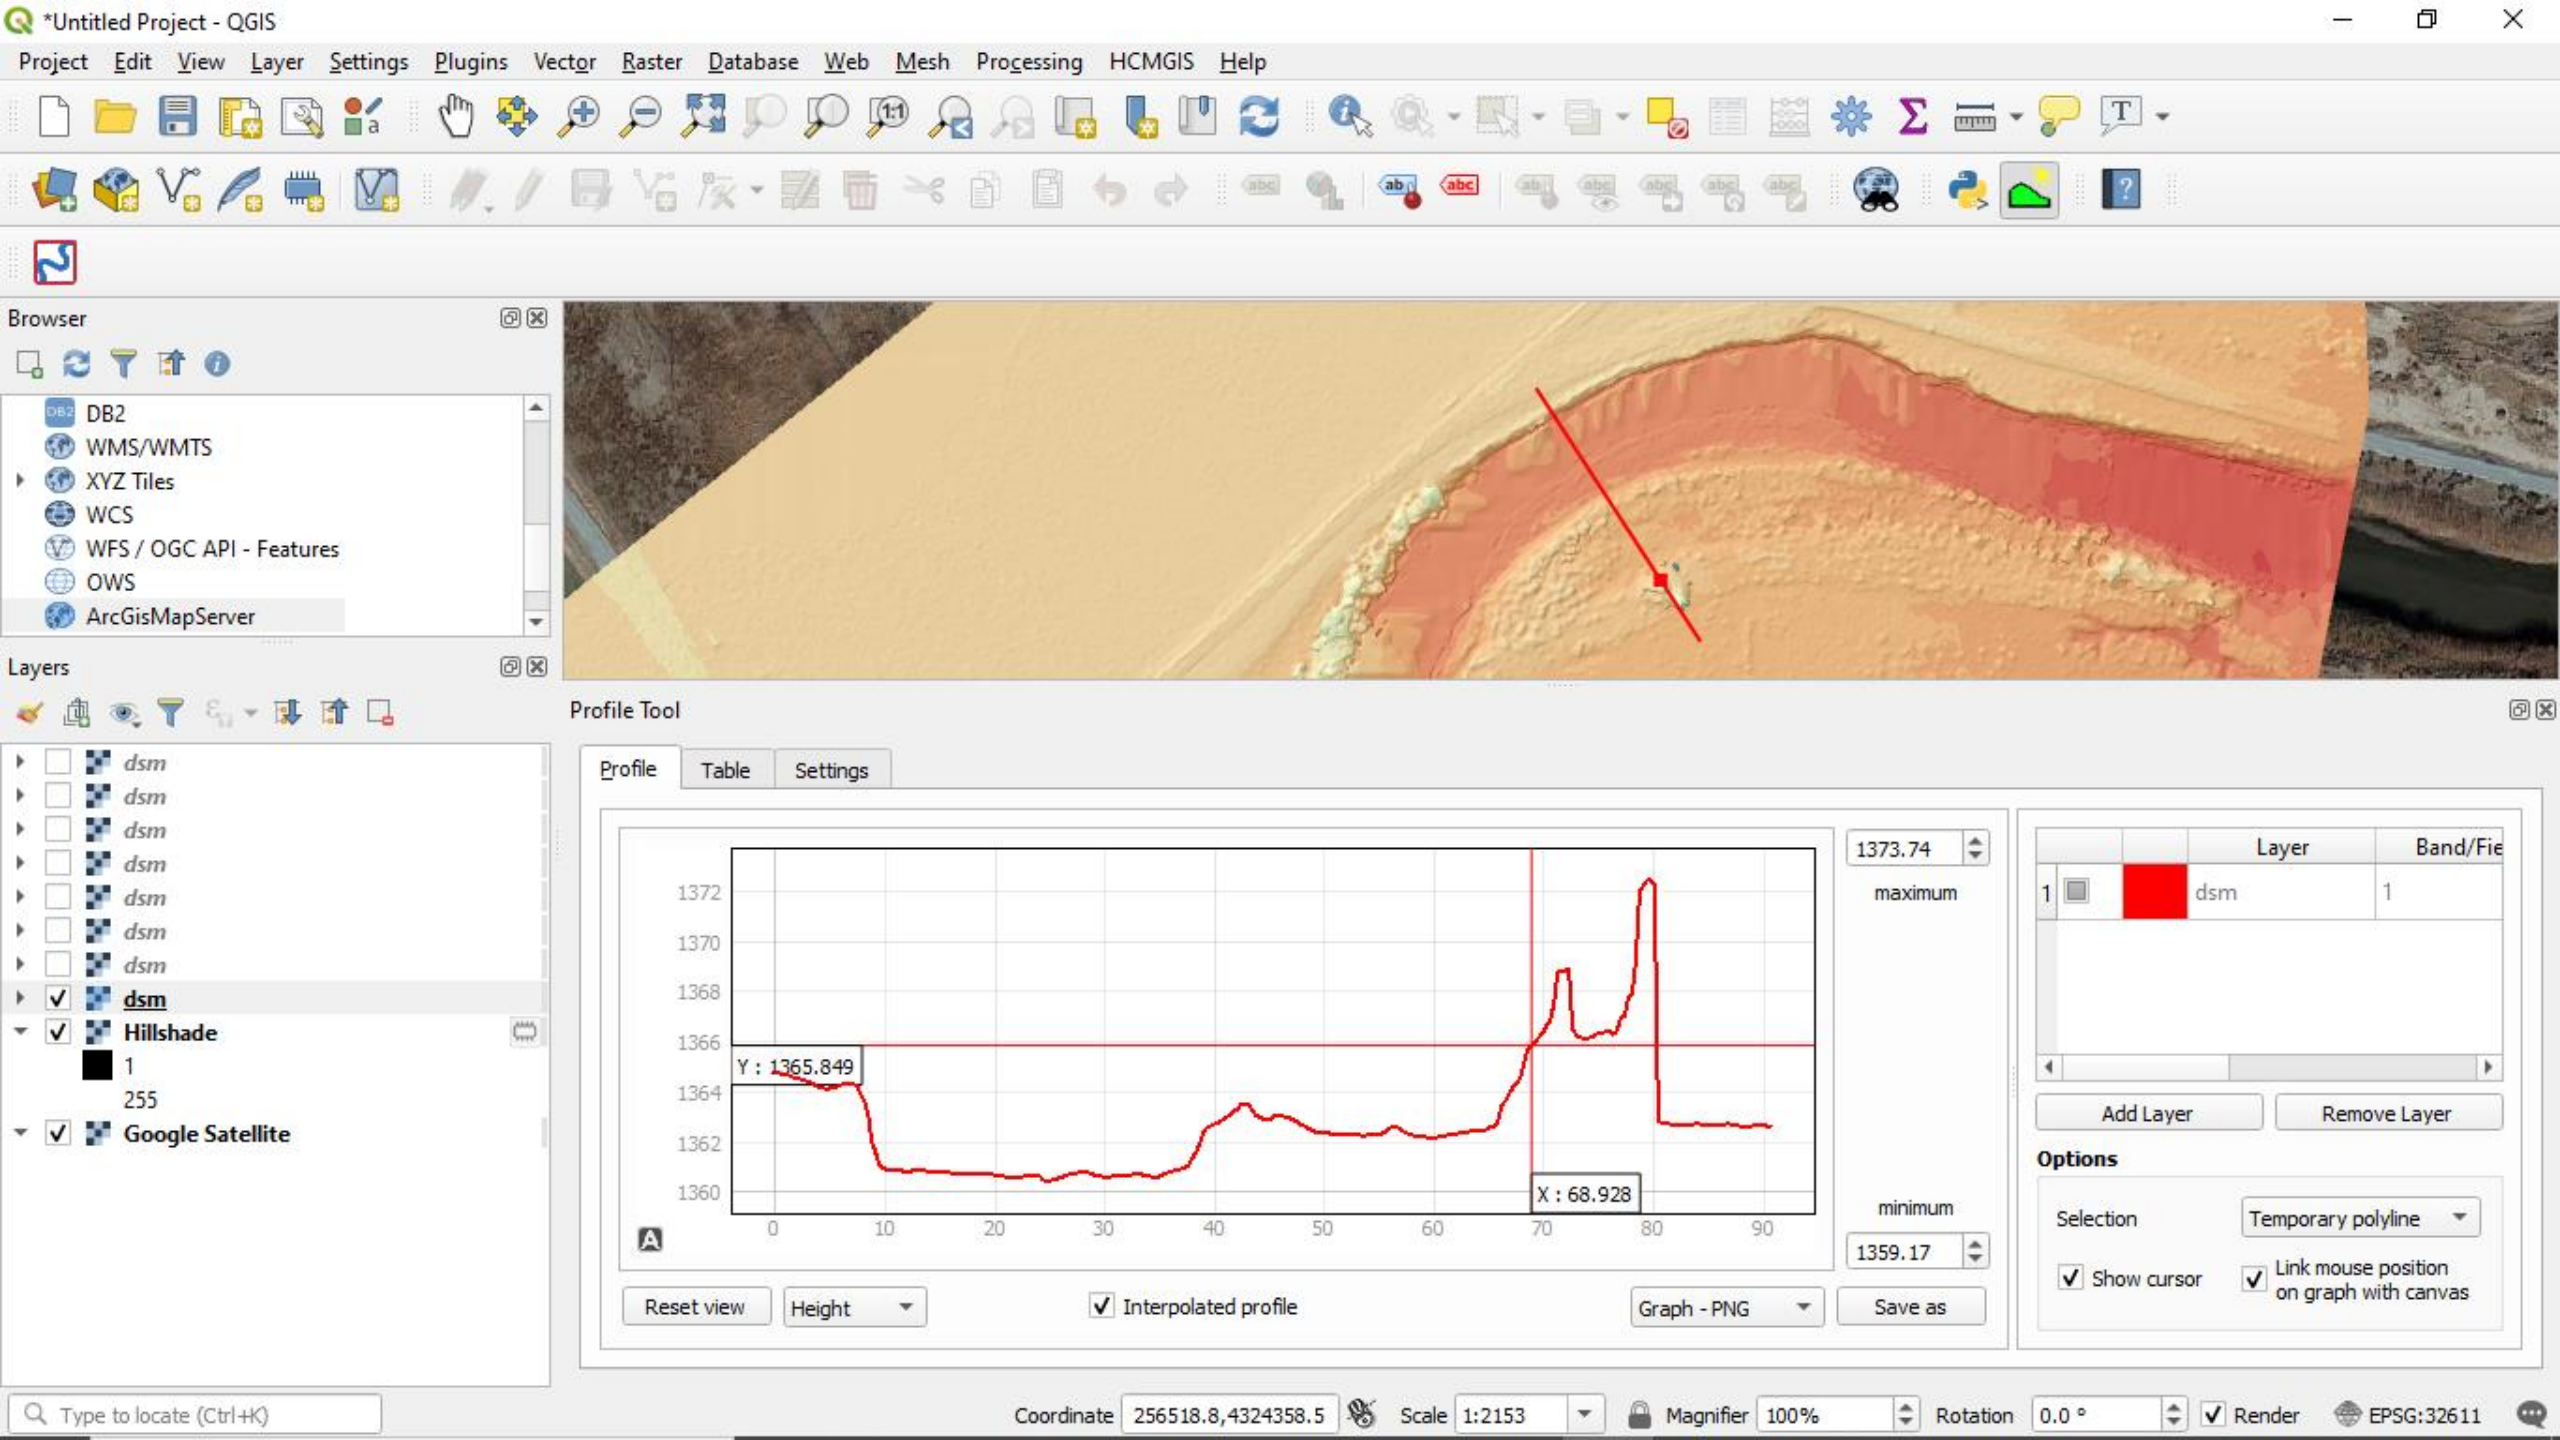 *Untitled Project - QGIS
Project Edit View Layer Settings Plugins Vector Raster Database Web Mesh Processing HCMGIS Help
Browser
DB2
WMS/WMTS
XYZ Tiles
WCS
WFS / OGC API - Features
OWS
ArcGisMapServer
Layers
dsm
dsm
dsm
dsm
dsm
dsm
dsm
dsm
Hillshade
1
255
Google Satellite
Profile Tool
Profile Table Settings
1372
1370
1368
1366
1364
1362
1360
Y : 1365.849
X : 68.928
0 10 20 30 40 50 60 70 80 90
1373.74
maximum
minimum
1359.17
Reset view Height Interpolated profile Graph - PNG Save as
Layer Band/Fie
1 dsm 1
Add Layer Remove Layer
Options
Selection Temporary polyline
Show cursor Link mouse position
on graph with canvas
Type to locate (Ctrl+K) Coordinate 256518.8,4324358.5 Scale 1:2153 Magnifier 100% Rotation 0.0 ° Render EPSG:32611